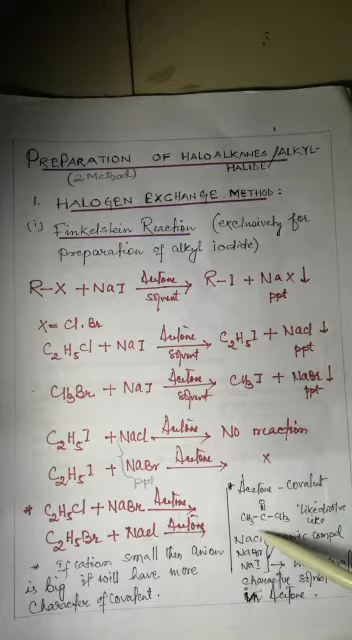 PREPARATION OF HALOALKANES/ALKYL-
(2 Method) HALIDE
1. HALOGEN EXCHANGE METHOD:
(i) Finkelstein Reaction (exclusively for
preparation of alkyl iodide)
R-X + NaI Acetone solvent → R-I + NaX ↓ ppt
X = Cl, Br
C2H5Cl + NaI Acetone solvent → C2H5I + NaCl ↓ ppt
CH3Br + NaI Acetone solvent → CH3I + NaBr ↓ ppt
C2H5I + NaCl Acetone → No reaction
C2H5I + NaBr Acetone → X
ppt
* C2H5Cl + NaBr Acetone →
C2H5Br + NaCl Acetone →
* If cation small then anion
is big it will have more
character of covalent.
* Acetone - covalent
O
CH3-C-CH3 "like dissolve
like
NaCl compd
NaBr
NaI →
character
in Acetone.